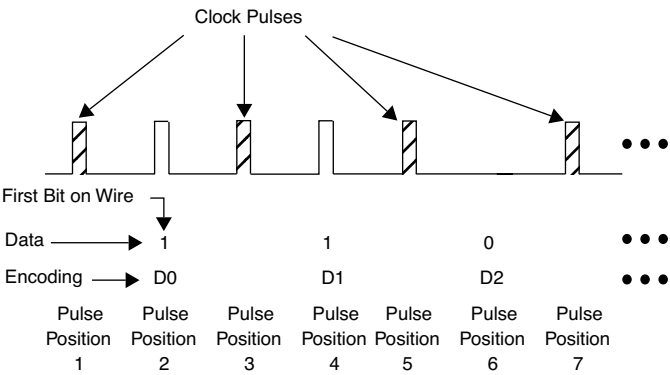 Clock Pulses
First Bit on Wire
Data 1 1 0
Encoding D0 D1 D2
Pulse Pulse Pulse Pulse Pulse Pulse Pulse
Position Position Position Position Position Position Position
1 2 3 4 5 6 7